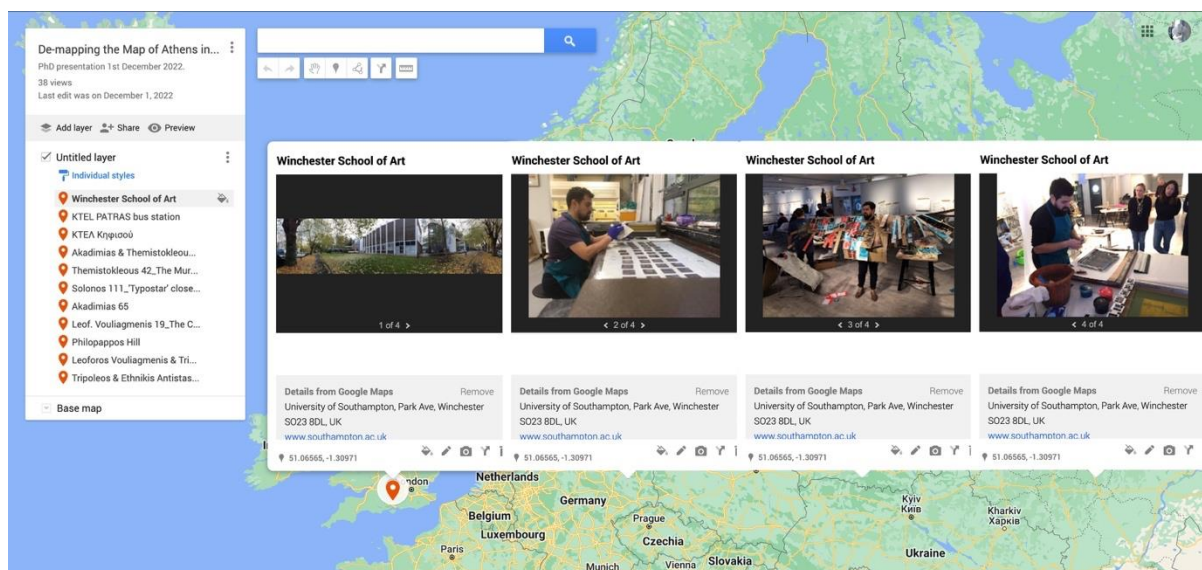 De-mapping the Map of Athens in...
PhD presentation 1st December 2022.
38 views
Last edit was on December 1, 2022
Add layer Share Preview
Untitled layer
Individual styles
Winchester School of Art
KTEL PATRAS bus station
ΚΤΕΛ Κηφισού
Akadimias & Themistokleou...
Themistokleous 42_The Mur...
Solonos 111_'Typostar' close...
Akadimias 65
Leof. Vouliagmenis 19_The C...
Philopappos Hill
Leoforos Vouliagmenis & Tri...
Tripoleos & Ethnikis Antistas...
Base map
Winchester School of Art
1 of 4 >
Details from Google Maps Remove
University of Southampton, Park Ave, Winchester
SO23 8DL, UK
www.southampton.ac.uk
51.06565, -1.30971
Winchester School of Art
< 2 of 4 >
Details from Google Maps Remove
University of Southampton, Park Ave, Winchester
SO23 8DL, UK
www.southampton.ac.uk
51.06565, -1.30971
Winchester School of Art
< 3 of 4 >
Details from Google Maps Remove
University of Southampton, Park Ave, Winchester
SO23 8DL, UK
www.southampton.ac.uk
51.06565, -1.30971
Winchester School of Art
< 4 of 4
Details from Google Maps Remove
University of Southampton, Park Ave, Winchester
SO23 8DL, UK
www.southampton.ac.uk
51.06565, -1.30971
ndon
Netherlands
Germany
Belgium
Luxembourg
Paris
Prague
Czechia
Munich
Vienna
Slovakia
Kyiv
Київ
Kharkiv
Харків
Ukraine